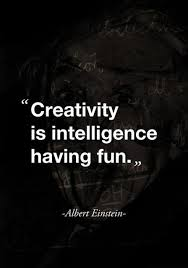 “ Creativity
is intelligence
having fun. „
-Albert Einstein-